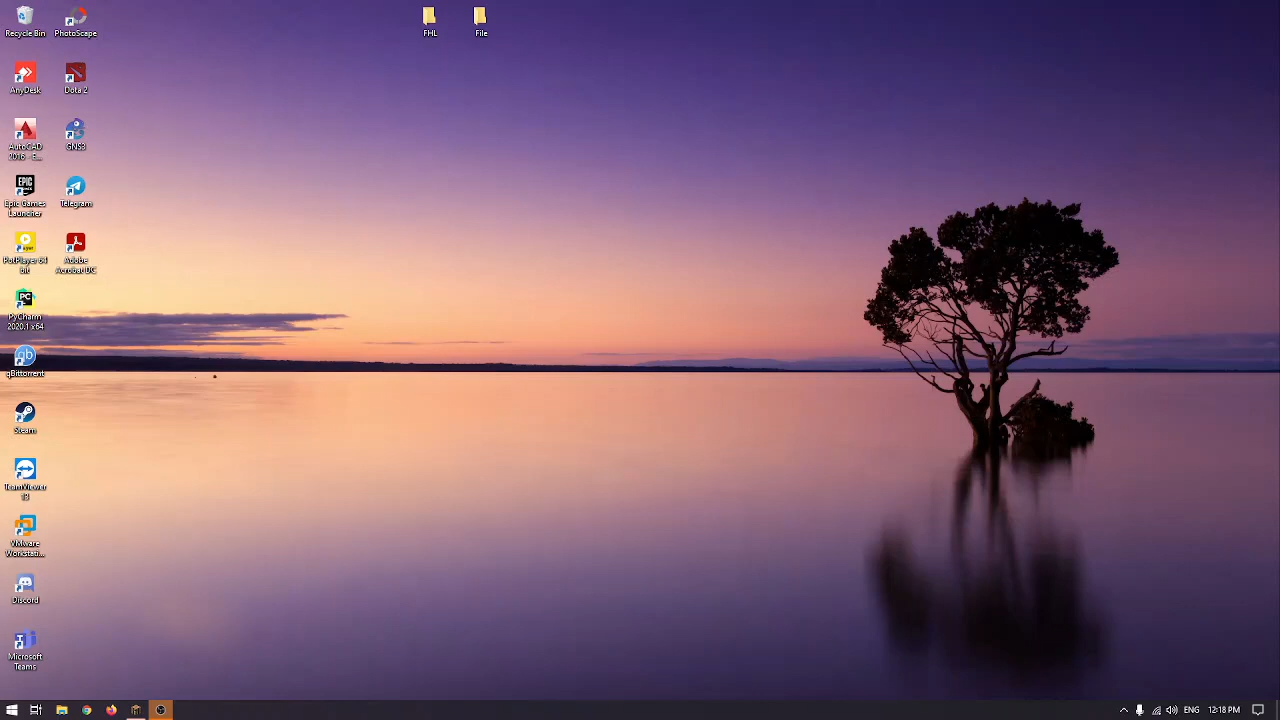 Recycle Bin
PhotoScape
FHL
File
AnyDesk
Dota 2
AutoCAD
2016 - E...
GNS3
Epic Games
Launcher
Telegram
PotPlayer 64
bit
Adobe
Acrobat DC
PyCharm
2020.1 x64
qBittorrent
Steam
TeamViewer
13
VMware
Workstati...
Discord
Microsoft
Teams
ENG
12:18 PM